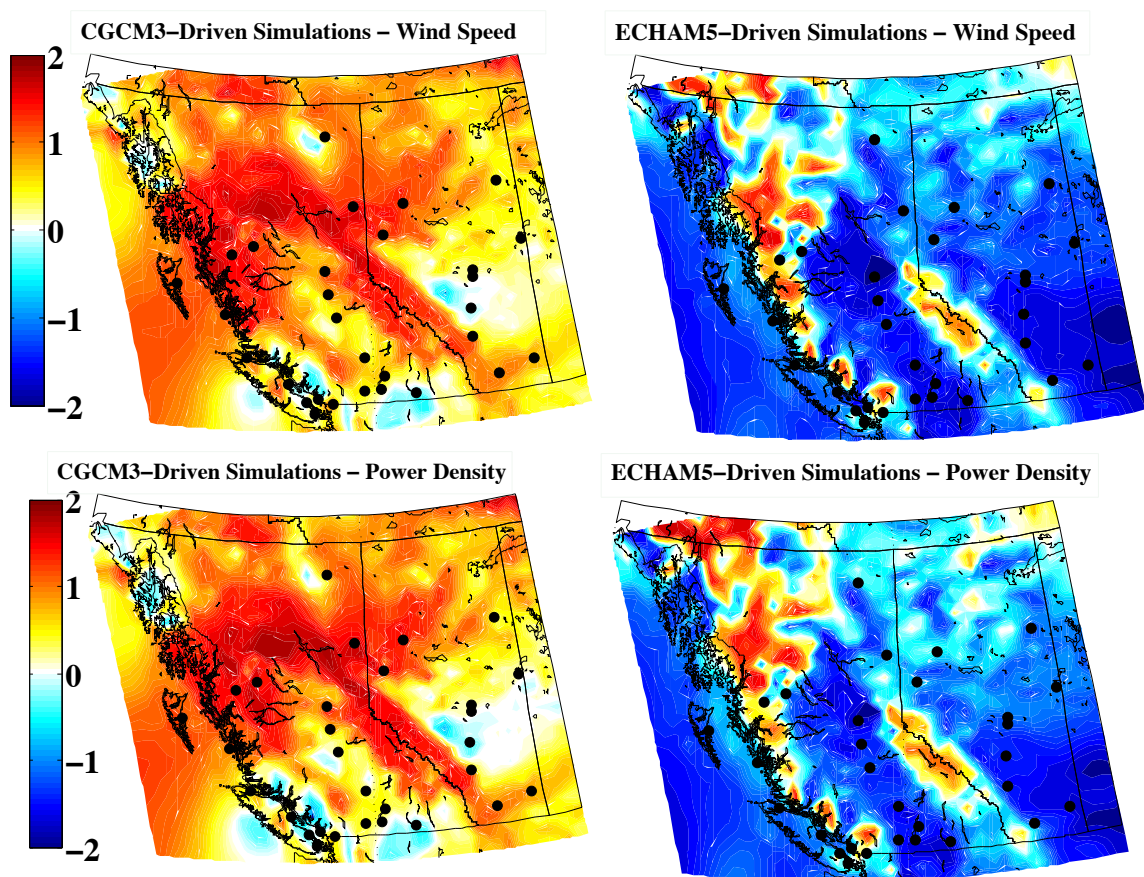 CGCM3−Driven Simulations − Wind Speed
ECHAM5−Driven Simulations − Wind Speed
2
1
0
−1
−2
CGCM3−Driven Simulations − Power Density
ECHAM5−Driven Simulations − Power Density
2
1
0
−1
−2